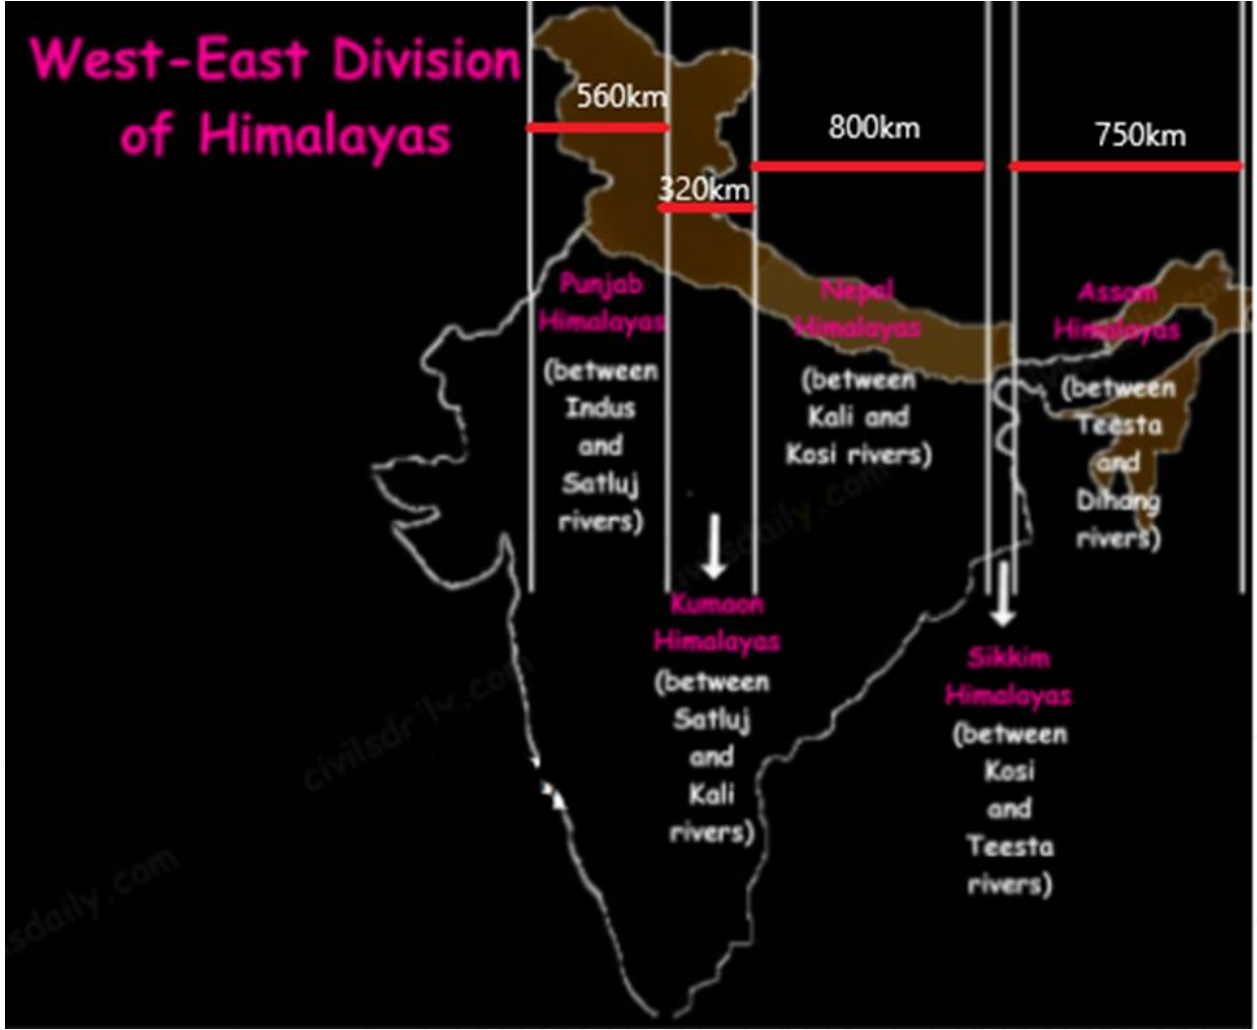 West-East Division
of Himalayas
560km
320km
800km
750km
Punjab
Himalayas
(between
Indus
and
Satluj
rivers)
Kumaon
Himalayas
(between
Satluj
and
Kali
rivers)
Nepal
Himalayas
(between
Kali and
Kosi rivers)
Sikkim
Himalayas
(between
Kosi
and
Teesta
rivers)
Assam
Himalayas
(between
Teesta
and
Dihang
rivers)